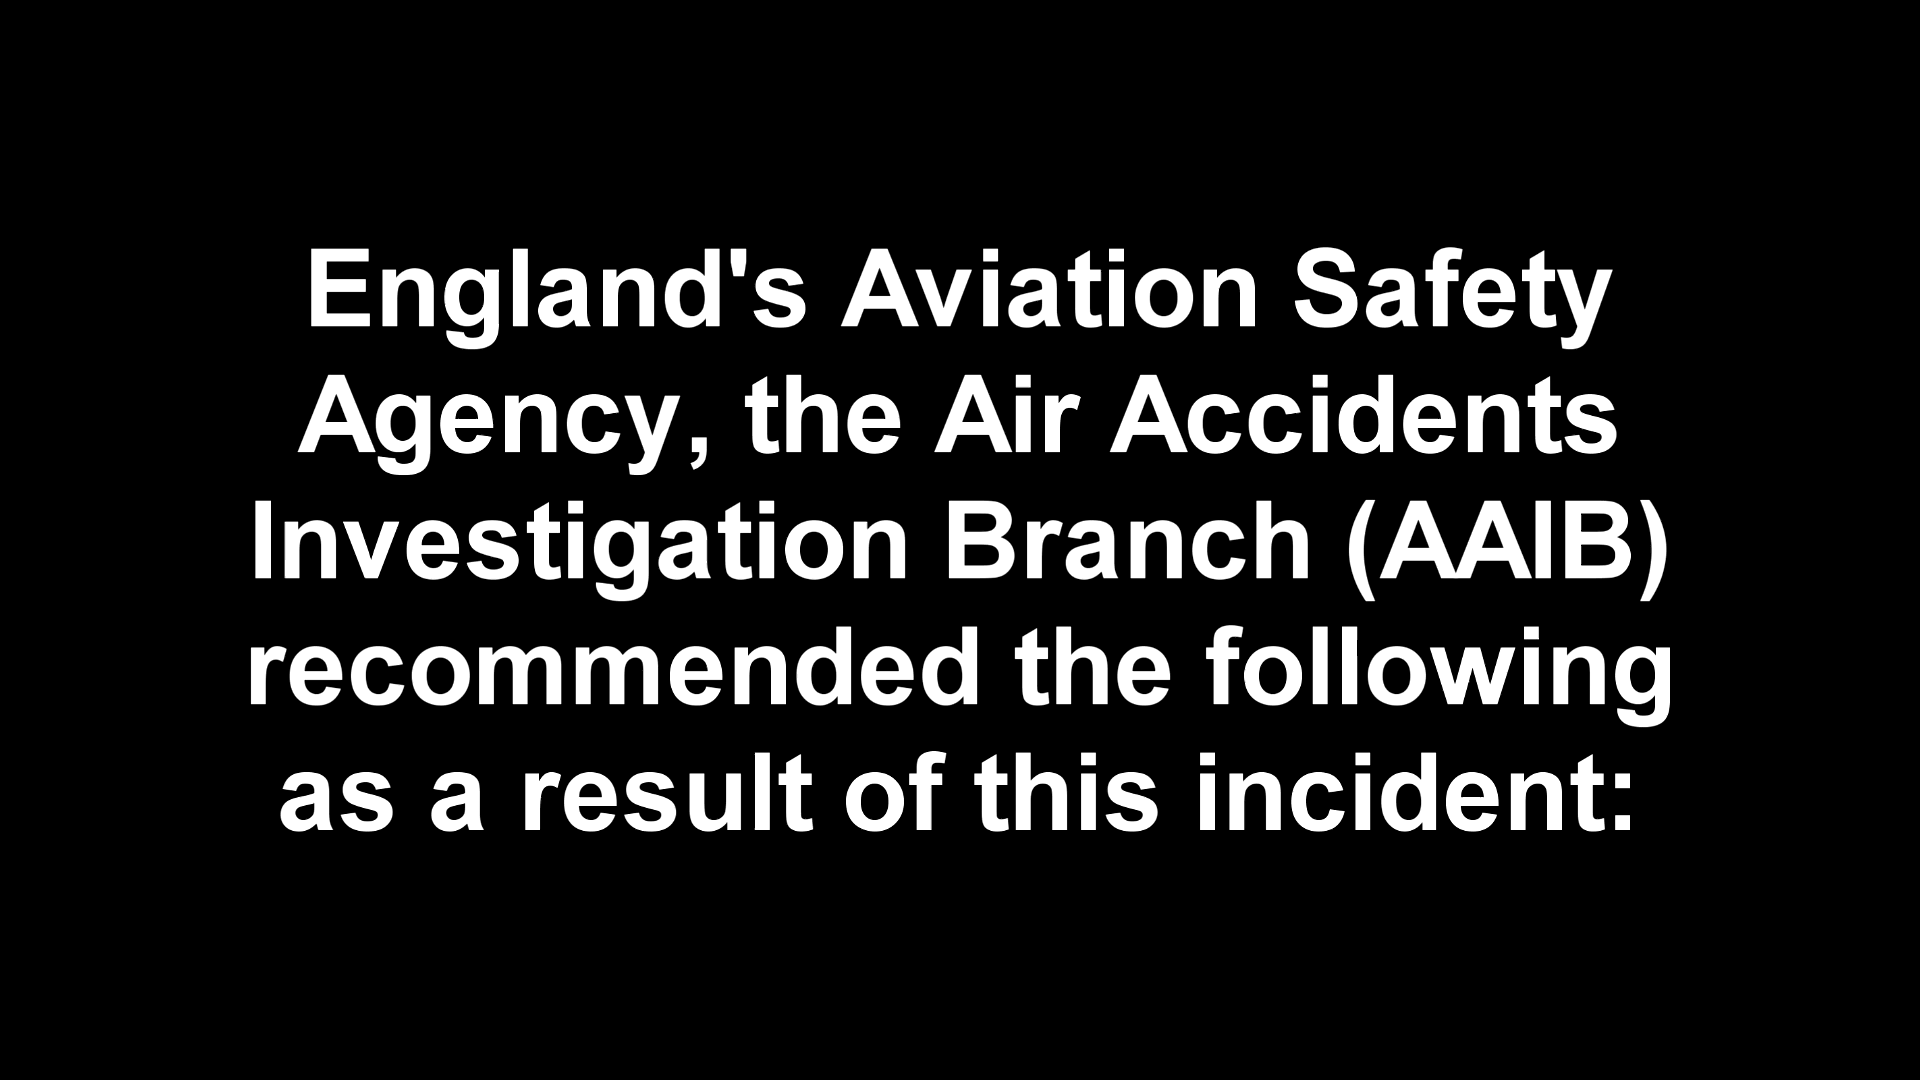 England's Aviation Safety
Agency, the Air Accidents
Investigation Branch (AAIB)
recommended the following
as a result of this incident: